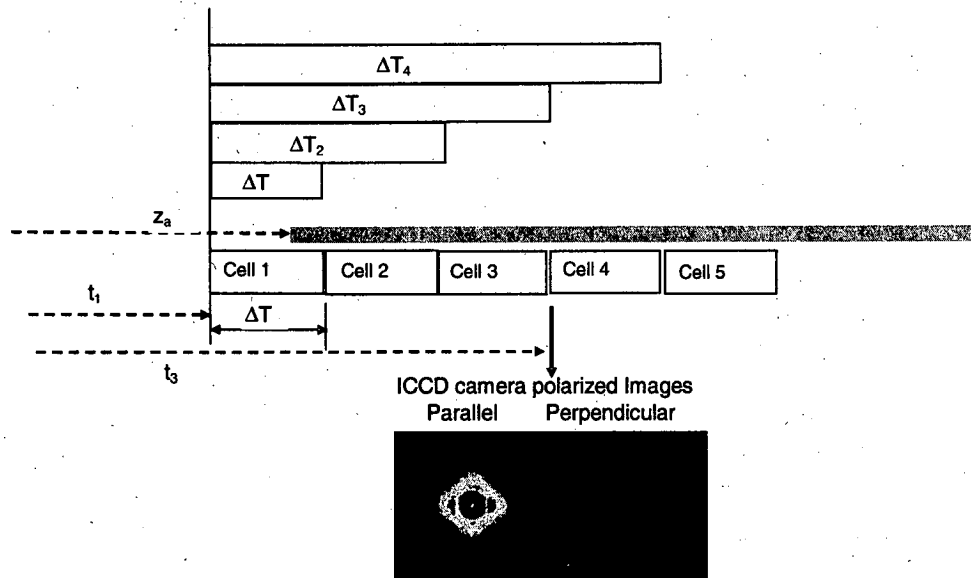 ΔT₄
ΔT₃
ΔT₂
ΔT
zₐ
Cell 1 Cell 2 Cell 3 Cell 4 Cell 5
t₁
ΔT
t₃
ICCD camera polarized Images
Parallel Perpendicular